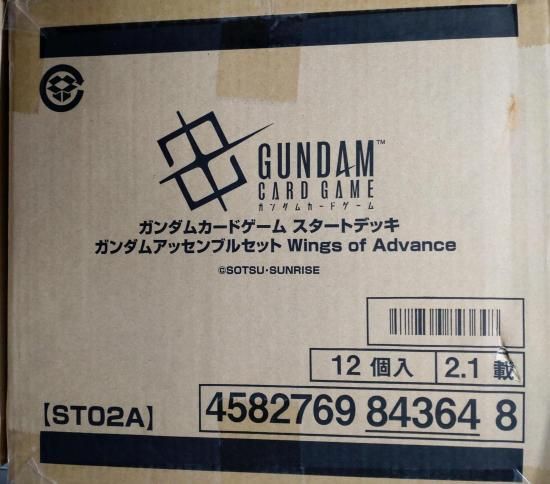 GUNDAM™
CARD GAME
ガンダムカードゲーム
ガンダムカードゲーム スタートデッキ
ガンダムアッセンブルセット Wings of Advance
©SOTSU・SUNRISE
12 個入 2.1 載
【ST02A】 4582769 84364 8